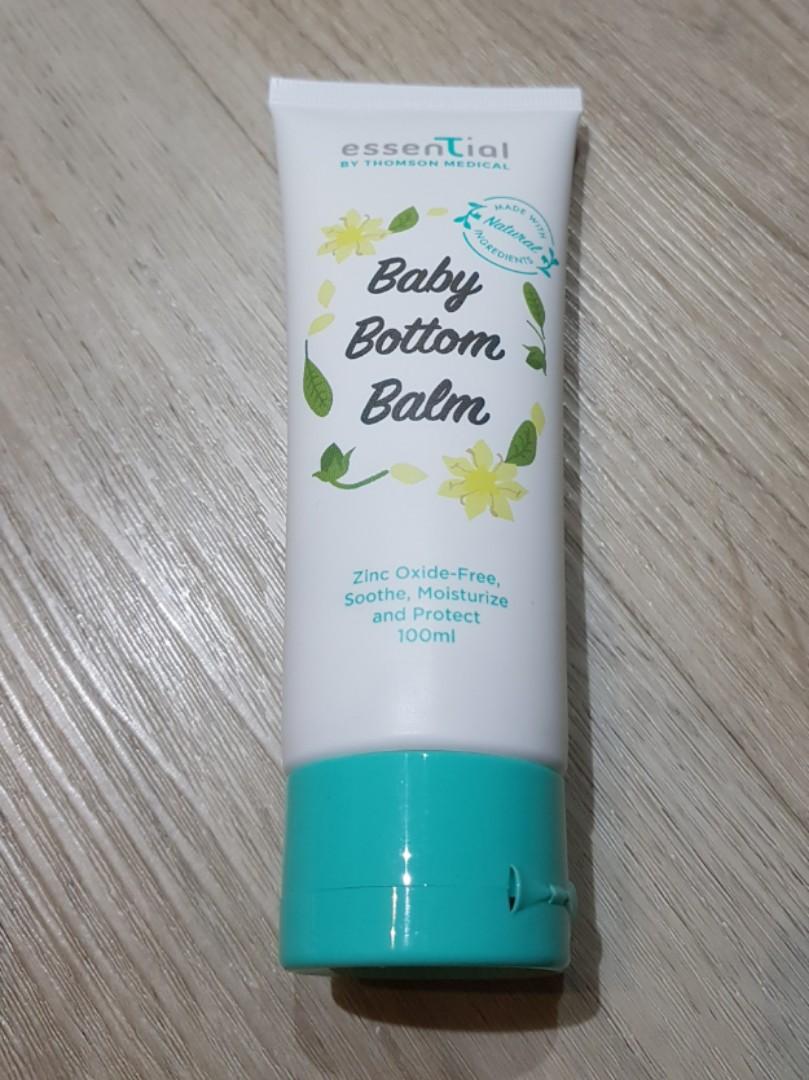 essenTial
BY THOMSON MEDICAL
MADE WITH
Natural
INGREDIENTS
Baby
Bottom
Balm
Zinc Oxide-Free,
Soothe, Moisturize
and Protect
100ml